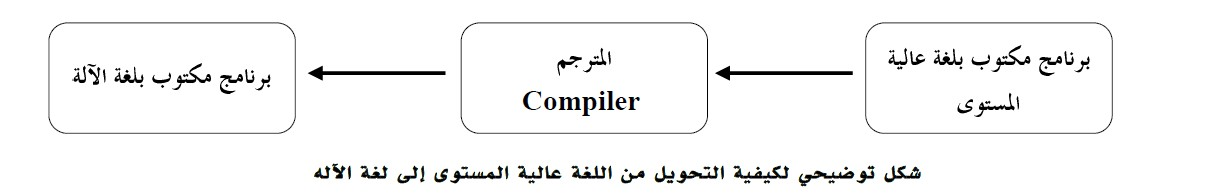 برنامج مكتوب بلغة عالية
المستوى
المترجم
Compiler
برنامج مكتوب بلغة الآلة
شكل توضيحي لكيفية التحويل من اللغة عالية المستوى إلى لغة الآله